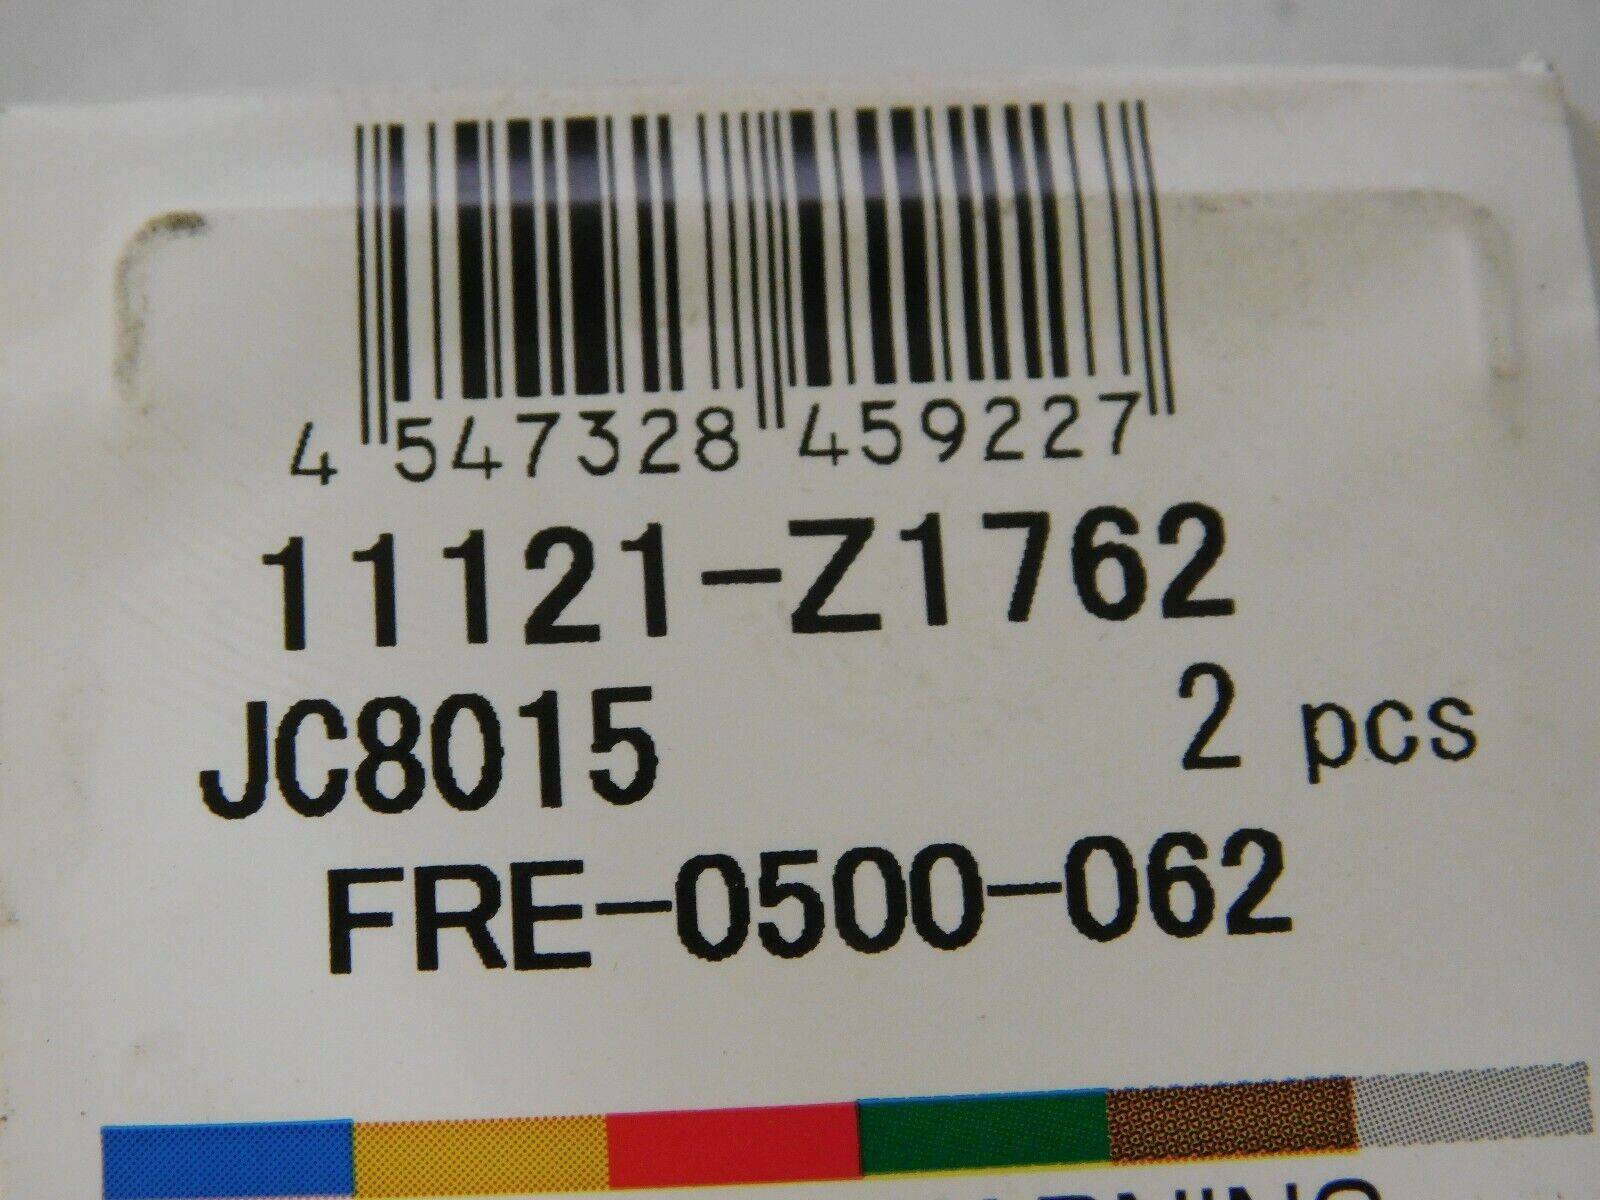 4 547328 459227
11121-Z1762
JC8015 2 pcs
FRE-0500-062